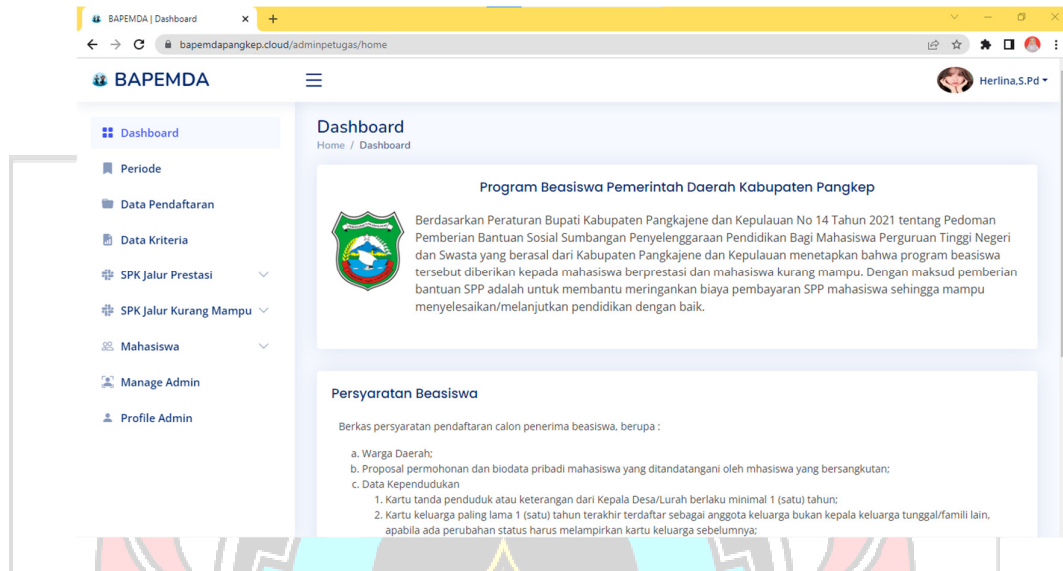 BAPEMDA | Dashboard
bapemdapangkep.cloud/adminpetugas/home
BAPEMDA
Herlina,S.Pd
Dashboard
Periode
Data Pendaftaran
Data Kriteria
SPK Jalur Prestasi
SPK Jalur Kurang Mampu
Mahasiswa
Manage Admin
Profile Admin
Dashboard
Home / Dashboard
Program Beasiswa Pemerintah Daerah Kabupaten Pangkep
Berdasarkan Peraturan Bupati Kabupaten Pangkajene dan Kepulauan No 14 Tahun 2021 tentang Pedoman
Pemberian Bantuan Sosial Sumbangan Penyelenggaraan Pendidikan Bagi Mahasiswa Perguruan Tinggi Negeri
dan Swasta yang berasal dari Kabupaten Pangkajene dan Kepulauan menetapkan bahwa program beasiswa
tersebut diberikan kepada mahasiswa berprestasi dan mahasiswa kurang mampu. Dengan maksud pemberian
bantuan SPP adalah untuk membantu meringankan biaya pembayaran SPP mahasiswa sehingga mampu
menyelesaikan/melanjutkan pendidikan dengan baik.
Persyaratan Beasiswa
Berkas persyaratan pendaftaran calon penerima beasiswa, berupa :
a. Warga Daerah;
b. Proposal permohonan dan biodata pribadi mahasiswa yang ditandatangani oleh mhasiswa yang bersangkutan;
c. Data Kependudukan
1. Kartu tanda penduduk atau keterangan dari Kepala Desa/Lurah berlaku minimal 1 (satu) tahun;
2. Kartu keluarga paling lama 1 (satu) tahun terakhir terdaftar sebagai anggota keluarga bukan kepala keluarga tunggal/famili lain,
apabila ada perubahan status harus melampirkan kartu keluarga sebelumnya;